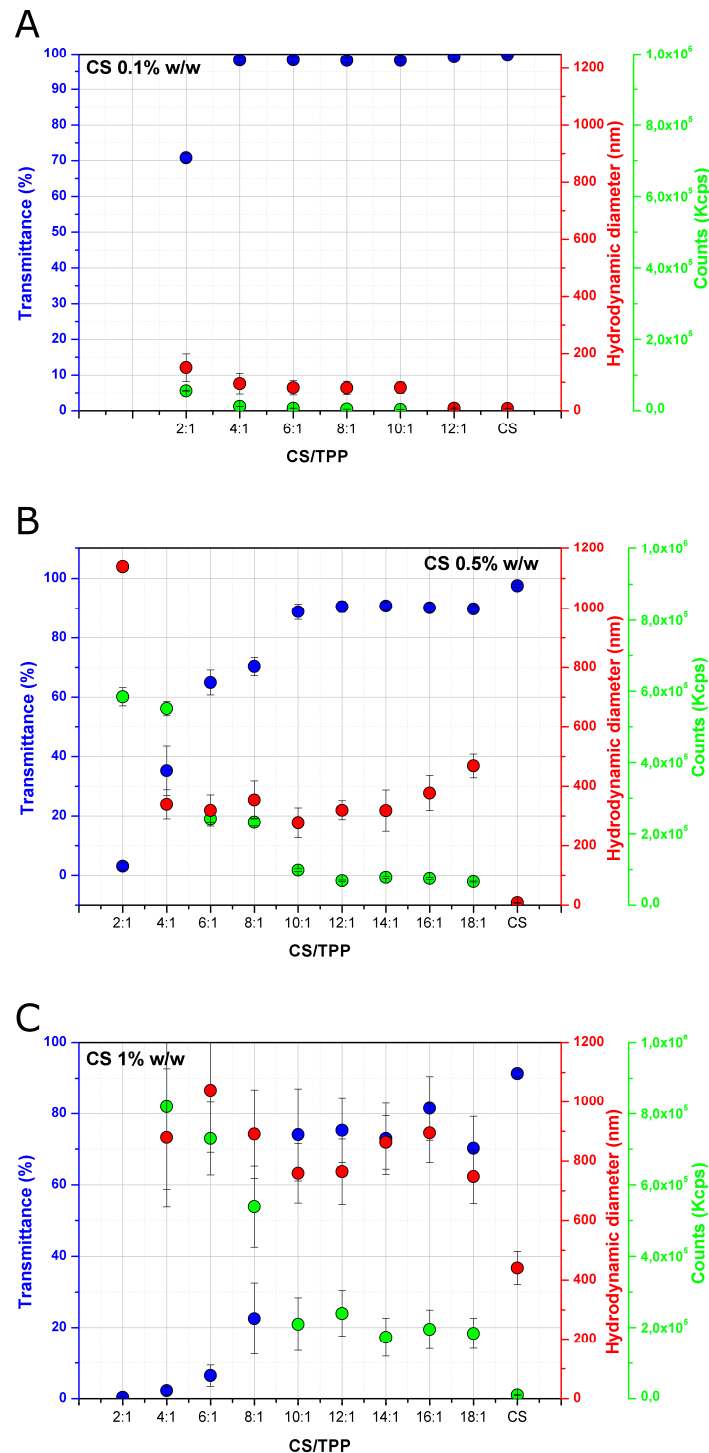 A
CS 0.1% w/w
Transmittance (%)
100
90
80
70
60
50
40
30
20
10
0
1200
1000
800
600
400
200
0
Hydrodynamic diameter (nm)
1,0x10⁶
8,0x10⁵
6,0x10⁵
4,0x10⁵
2,0x10⁵
0,0
Counts (Kcps)
2:1 4:1 6:1 8:1 10:1 12:1 CS
CS/TPP
B
CS 0.5% w/w
Transmittance (%)
100
80
60
40
20
0
1200
1000
800
600
400
200
0
Hydrodynamic diameter (nm)
1,0x10⁶
8,0x10⁵
6,0x10⁵
4,0x10⁵
2,0x10⁵
0,0
Counts (Kcps)
2:1 4:1 6:1 8:1 10:1 12:1 14:1 16:1 18:1 CS
CS/TPP
C
CS 1% w/w
Transmittance (%)
100
80
60
40
20
0
1200
1000
800
600
400
200
0
Hydrodynamic diameter (nm)
1,0x10⁶
8,0x10⁵
6,0x10⁵
4,0x10⁵
2,0x10⁵
0,0
Counts (Kcps)
2:1 4:1 6:1 8:1 10:1 12:1 14:1 16:1 18:1 CS
CS/TPP